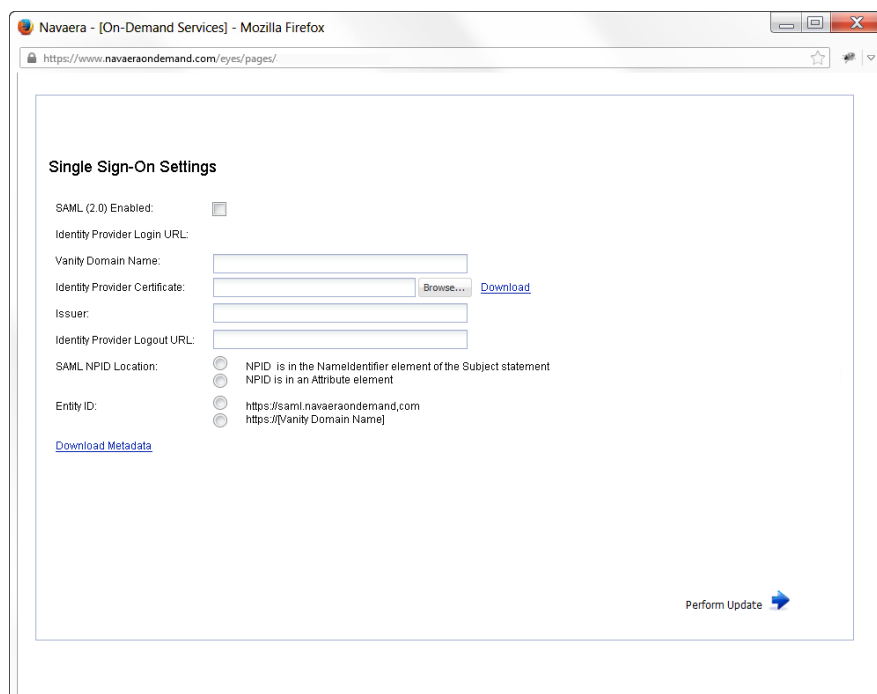 Navaera - [On-Demand Services] - Mozilla Firefox
https://www.navaeraondemand.com/eyes/pages/
Single Sign-On Settings
SAML (2.0) Enabled:
Identity Provider Login URL:
Vanity Domain Name:
Identity Provider Certificate: Browse... Download
Issuer:
Identity Provider Logout URL:
SAML NPID Location: NPID is in the NameIdentifier element of the Subject statement
NPID is in an Attribute element
Entity ID: https://saml.navaeraondemand,com
https://[Vanity Domain Name]
Download Metadata
Perform Update